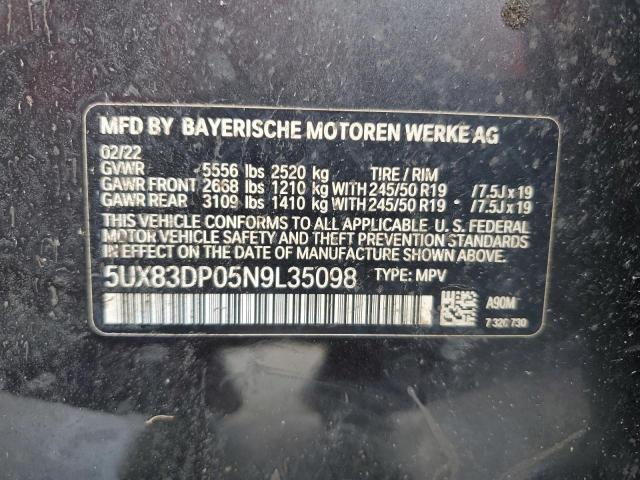 MFD BY BAYERISCHE MOTOREN WERKE AG
02/22
GVWR 5556 lbs 2520 kg TIRE / RIM
GAWR FRONT 2668 lbs 1210 kg WITH 245/50 R19 /7.5J x 19
GAWR REAR 3109 lbs 1410 kg WITH 245/50 R19 /7.5J x 19
THIS VEHICLE CONFORMS TO ALL APPLICABLE U. S. FEDERAL
MOTOR VEHICLE SAFETY AND THEFT PREVENTION STANDARDS
IN EFFECT ON THE DATE OF MANUFACTURE SHOWN ABOVE.
5UX83DP05N9L35098 TYPE: MPV
A90M
7 320 730